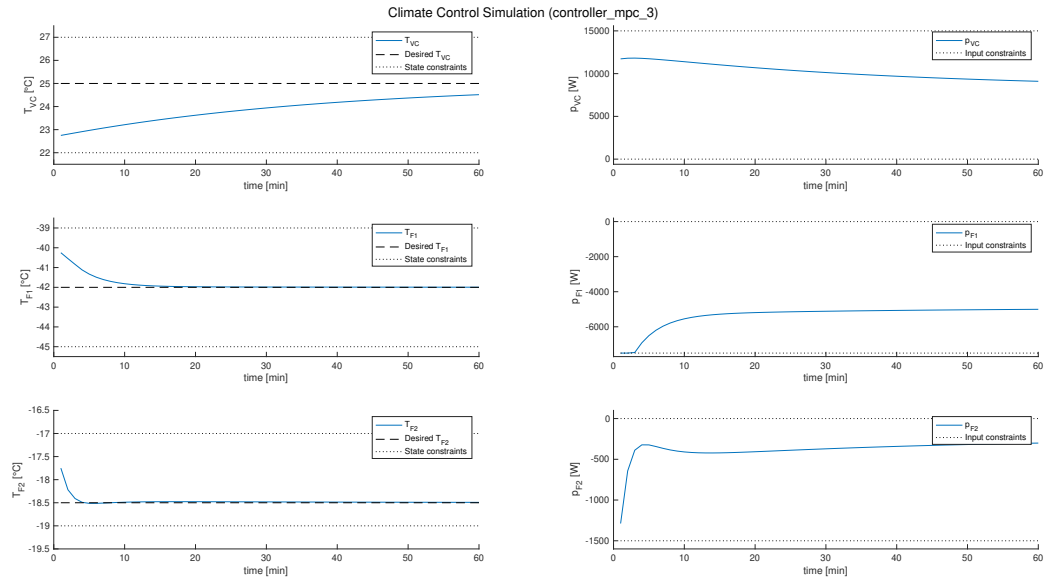 Climate Control Simulation (controller_mpc_3)
27
26
25
24
23
22
T_VC [°C]
0 10 20 30 40 50 60
time [min]
T_VC
Desired T_VC
State constraints
15000
10000
5000
0
p_VC [W]
0 10 20 30 40 50 60
time [min]
p_VC
Input constraints
-39
-40
-41
-42
-43
-44
-45
T_F1 [°C]
0 10 20 30 40 50 60
time [min]
T_F1
Desired T_F1
State constraints
0
-2000
-4000
-6000
p_F1 [W]
0 10 20 30 40 50 60
time [min]
p_F1
Input constraints
-16.5
-17
-17.5
-18
-18.5
-19
-19.5
T_F2 [°C]
0 10 20 30 40 50 60
time [min]
T_F2
Desired T_F2
State constraints
0
-500
-1000
-1500
p_F2 [W]
0 10 20 30 40 50 60
time [min]
p_F2
Input constraints